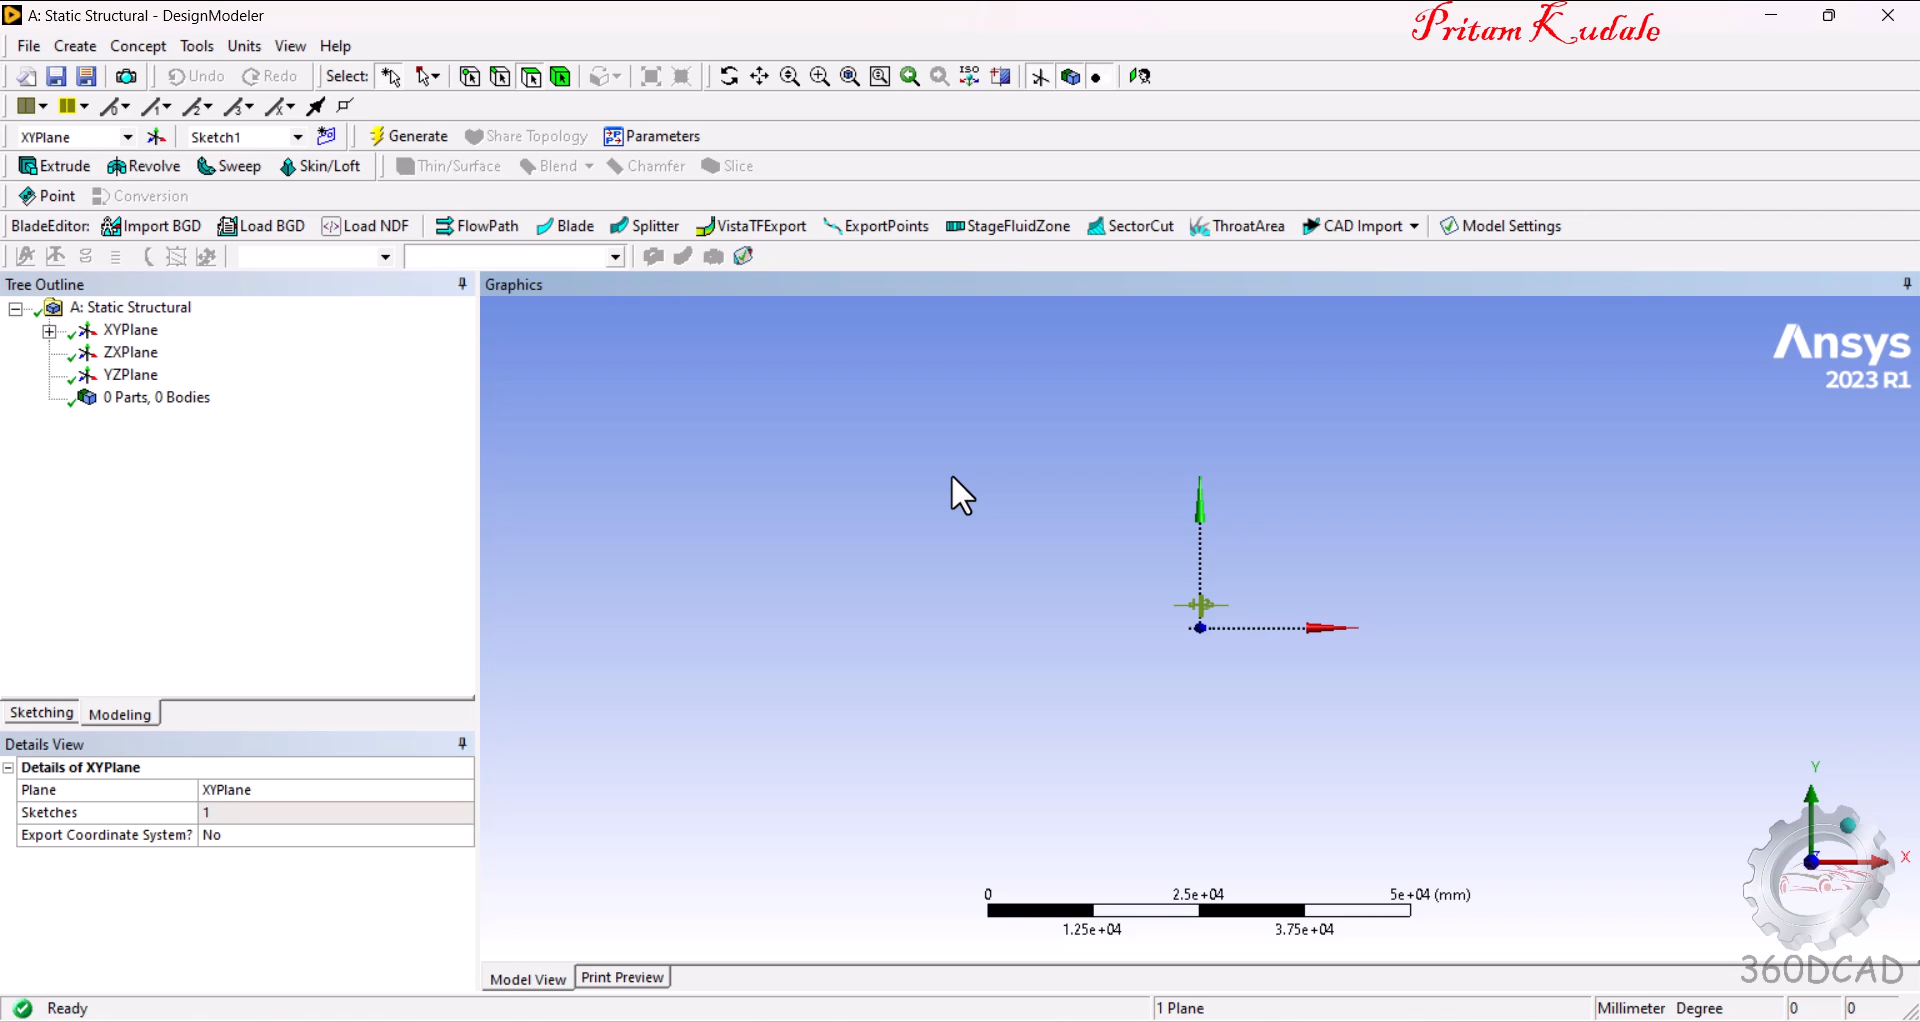 A: Static Structural - DesignModeler
Pritam Kudale
File Create Concept Tools Units View Help
Undo Redo Select: ISO
XYPlane Sketch1 Generate Share Topology Parameters
Extrude Revolve Sweep Skin/Loft Thin/Surface Blend Chamfer Slice
Point Conversion
BladeEditor: Import BGD Load BGD Load NDF FlowPath Blade Splitter VistaTFExport ExportPoints StageFluidZone SectorCut ThroatArea CAD Import Model Settings
Tree Outline
Graphics
A: Static Structural
XYPlane
ZXPlane
YZPlane
0 Parts, 0 Bodies
Ansys
2023 R1
Sketching Modeling
Details View
Details of XYPlane
Plane XYPlane
Sketches 1
Export Coordinate System? No
Y
X
0 2.5e+04 5e+04 (mm)
1.25e+04 3.75e+04
360DCAD
Model View Print Preview
Ready 1 Plane Millimeter Degree 0 0